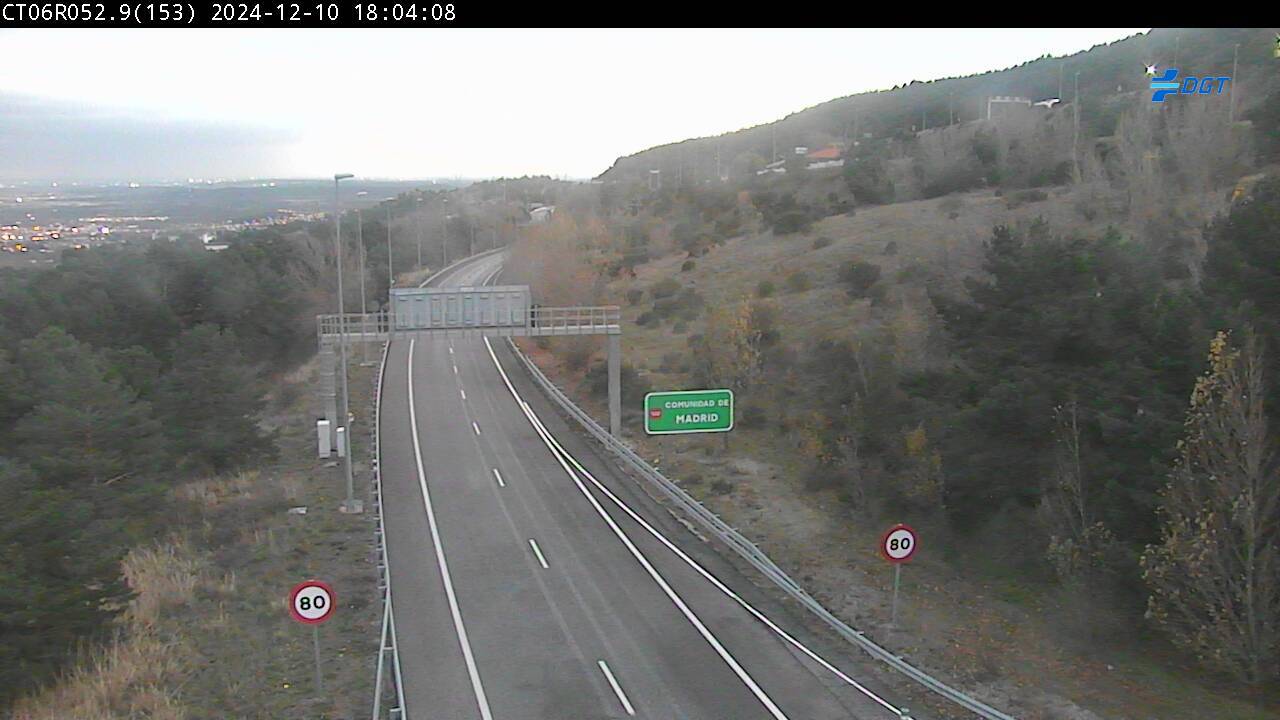 CT06R052.9(153) 2024-12-10 18:04:08
DGT
COMUNIDAD DE
MADRID
80
80